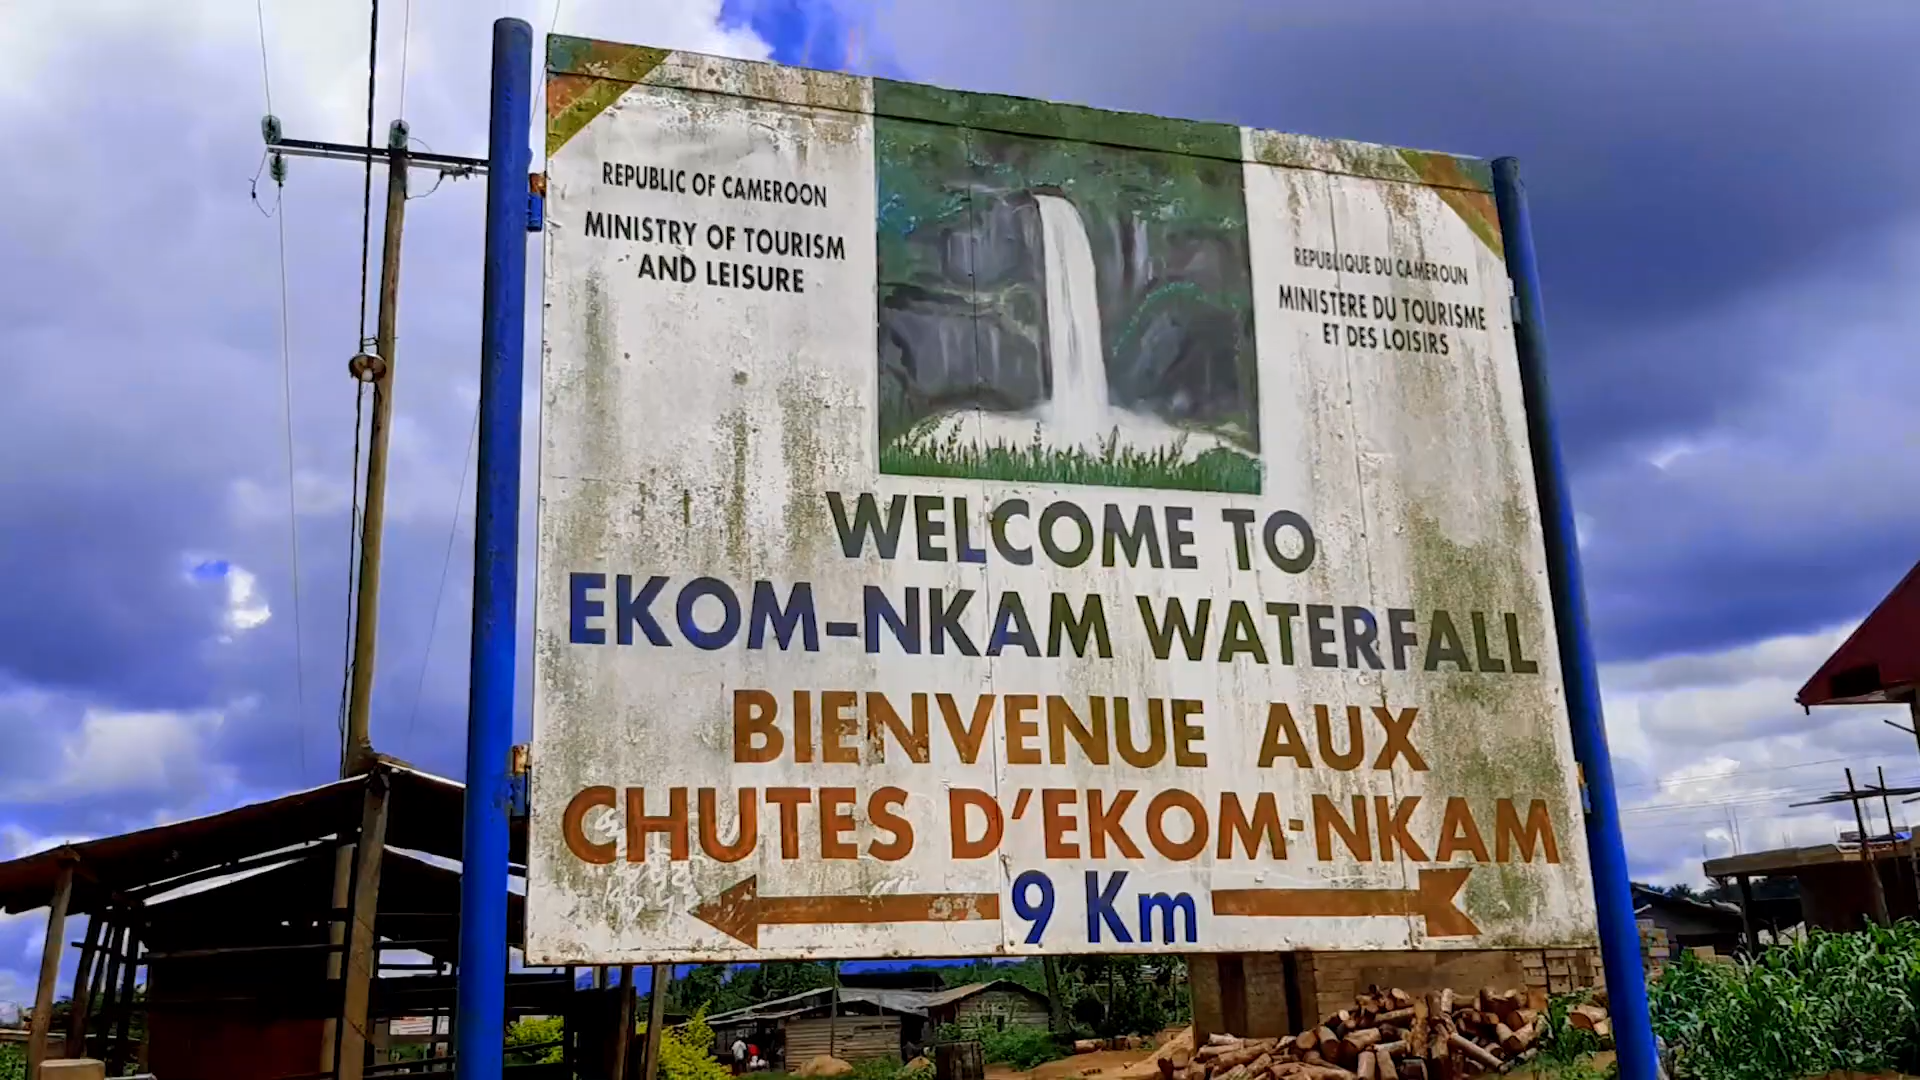 REPUBLIC OF CAMEROON
MINISTRY OF TOURISM
AND LEISURE
REPUBLIQUE DU CAMEROUN
MINISTERE DU TOURISME
ET DES LOISIRS
WELCOME TO
EKOM-NKAM WATERFALL
BIENVENUE AUX
CHUTES D'EKOM-NKAM
9 Km